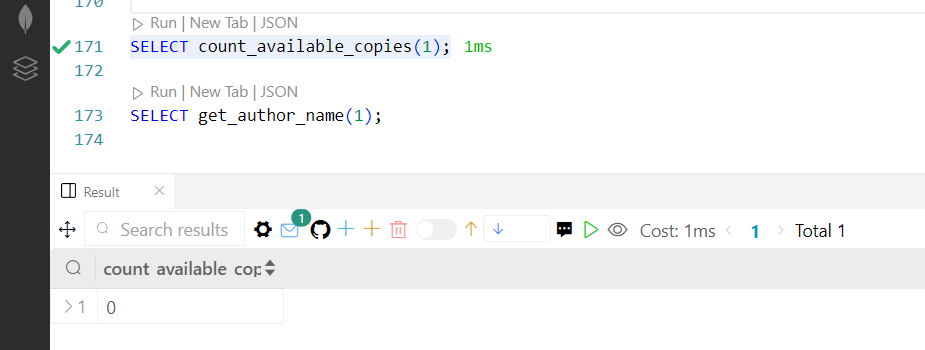 170
Run | New Tab | JSON
171 SELECT count_available_copies(1); 1ms
172
Run | New Tab | JSON
173 SELECT get_author_name(1);
174
Result
Search results 1 Cost: 1ms 1 Total 1
count available cop
1 0